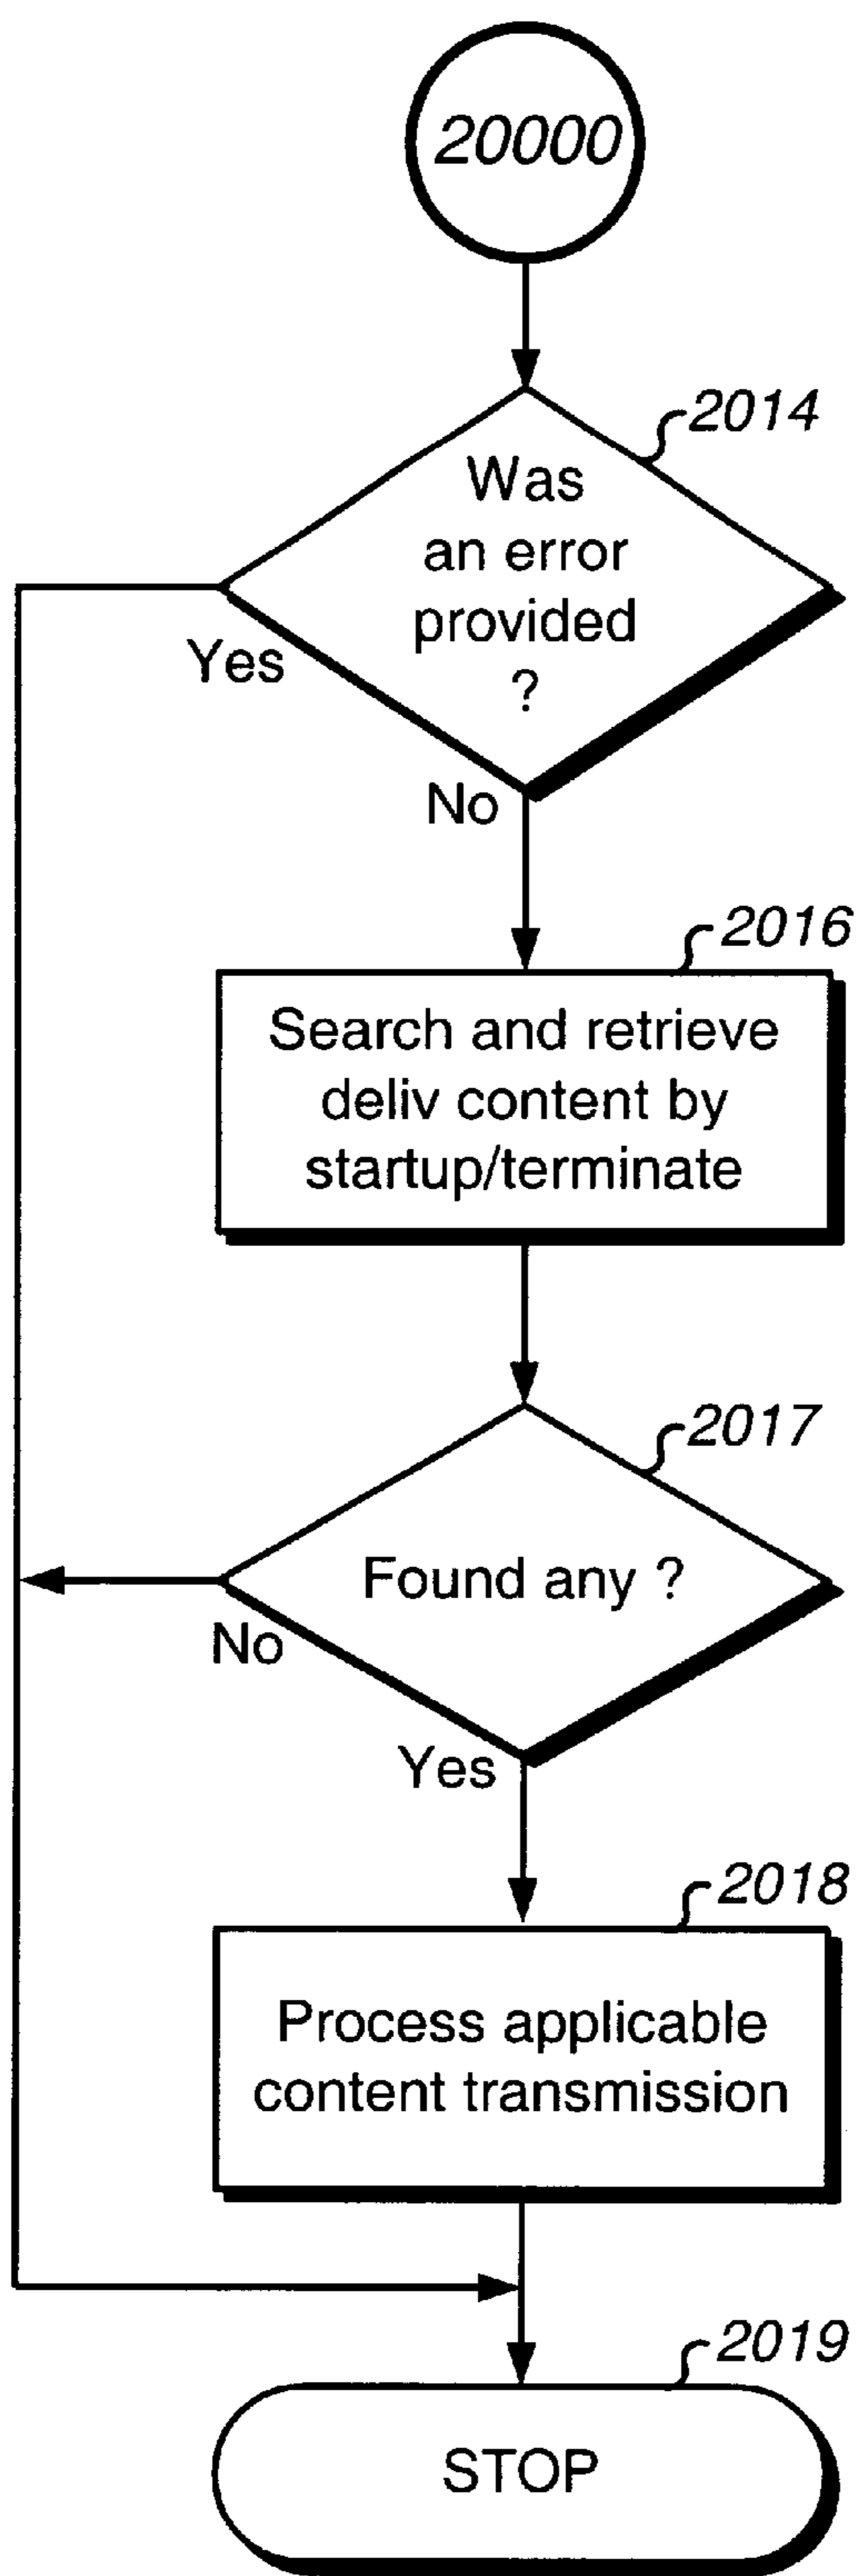 20000
2014
Was
an error
provided
?
Yes
No
2016
Search and retrieve
deliv content by
startup/terminate
2017
Found any ?
No
Yes
2018
Process applicable
content transmission
2019
STOP